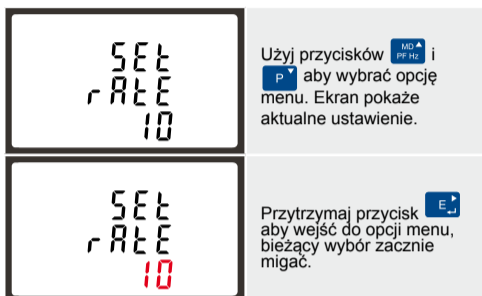 SEt
rAtE
10
Użyj przycisków MD PF Hz i
P aby wybrać opcję
menu. Ekran pokaże
aktualne ustawienie.
SEt
rAtE
10
Przytrzymaj przycisk E
aby wejść do opcji menu,
bieżący wybór zacznie
migać.